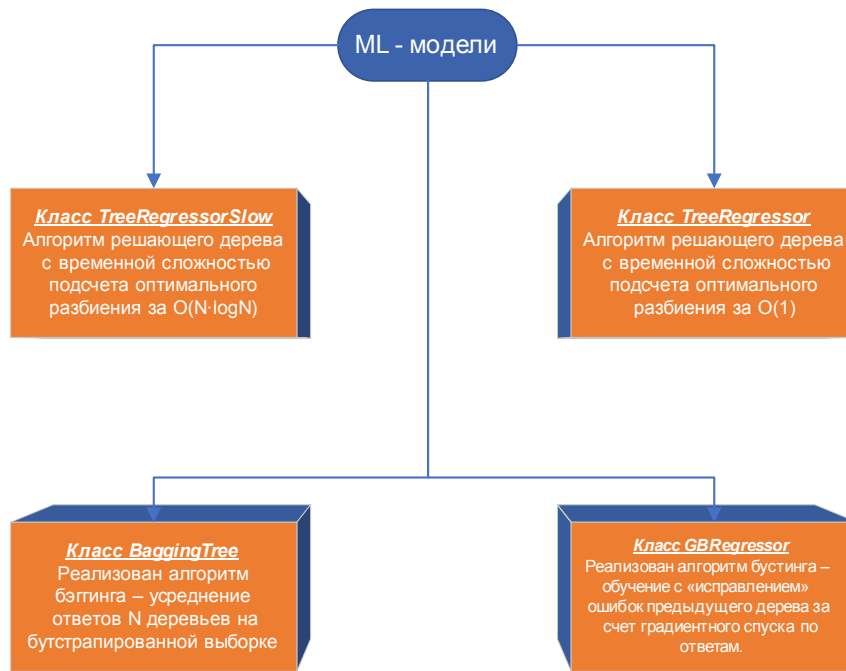 ML - модели
Класс TreeRegressorSlow
Алгоритм решающего дерева
с временной сложностью
подсчета оптимального
разбиения за O(N·logN)
Класс TreeRegressor
Алгоритм решающего дерева
с временной сложностью
подсчета оптимального
разбиения за O(1)
Класс BaggingTree
Реализован алгоритм
бэггинга – усреднение
ответов N деревьев на
бутстрапированной выборке
Класс GBRegressor
Реализован алгоритм бустинга –
обучение с «исправлением»
ошибок предыдущего дерева за
счет градиентного спуска по
ответам.